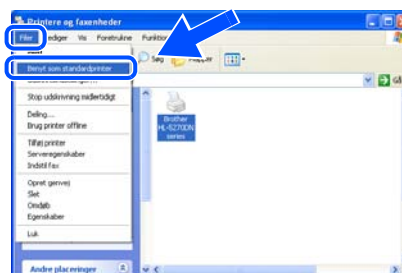 Printere og faxenheder
Filer Rediger Vis Foretrukne Funktio
Søg Mapper
Benyt som standardprinter
Stop udskrivning midlertidigt
Deling...
Brug printer offline
Tilføj printer
Serveregenskaber
Indstil fax
Opret genvej
Slet
Omdøb
Egenskaber
Luk
Brother
HL-5270DN
series
Andre placeringer